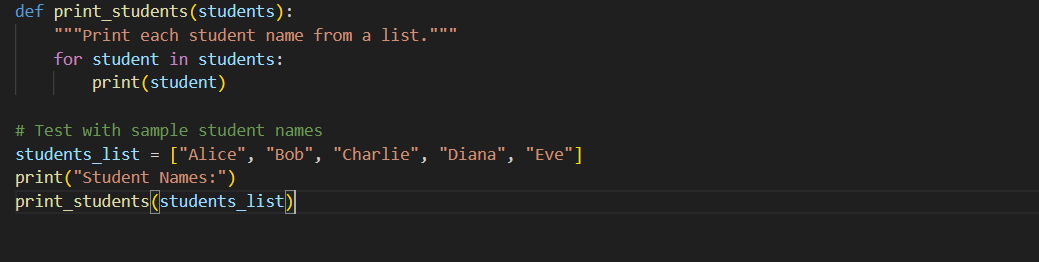 def print_students(students):
    """Print each student name from a list."""
    for student in students:
        print(student)

# Test with sample student names
students_list = ["Alice", "Bob", "Charlie", "Diana", "Eve"]
print("Student Names:")
print_students(students_list)